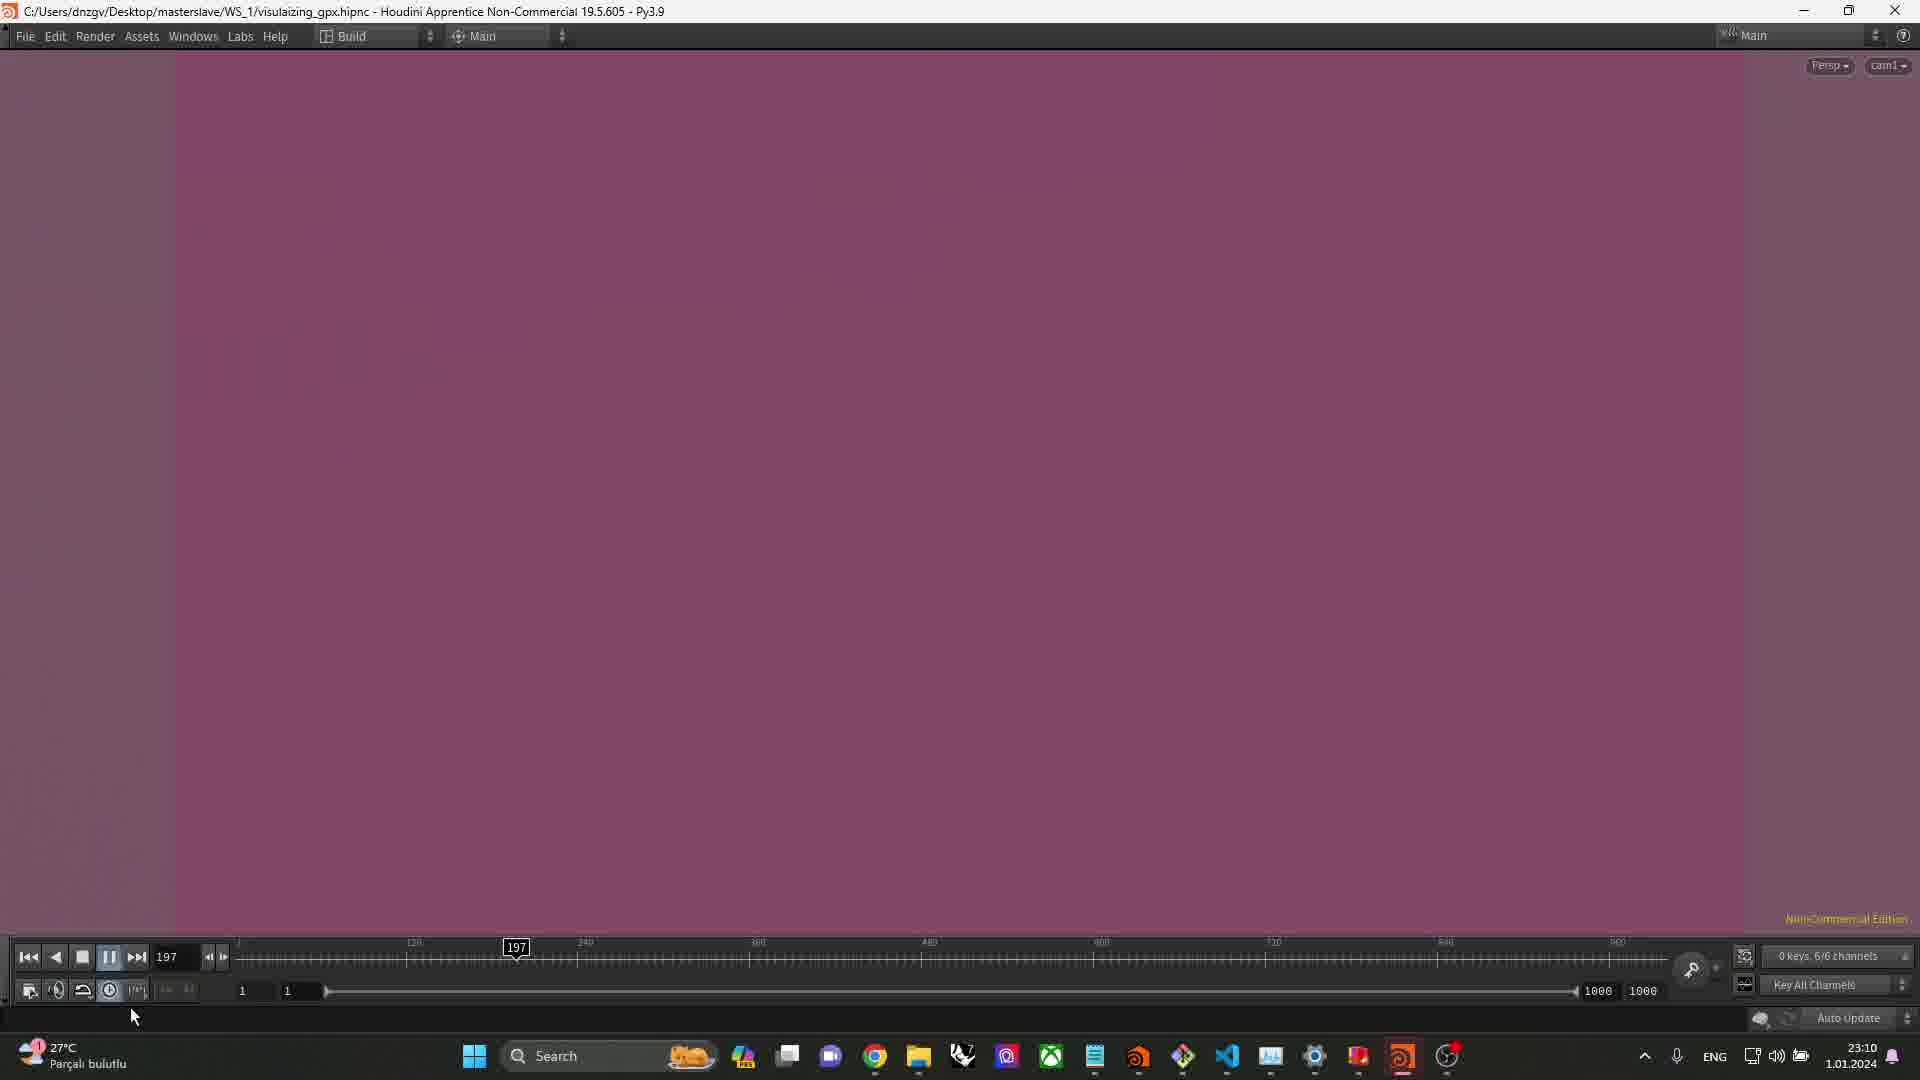 C:/Users/dnzgv/Desktop/masterslave/WS_1/visulaizing_gpx.hipnc - Houdini Apprentice Non-Commercial 19.5.605 - Py3.9
File Edit Render Assets Windows Labs Help Build Main Main
Persp cam1
Non-Commercial Edition
1 120 240 360 480 600 720 840 960
197 197 0 keys, 6/6 channels
1 1 1000 1000 Key All Channels
Auto Update
27°C
Parçalı bulutlu
1
Search
PRE
ENG
23:10
1.01.2024